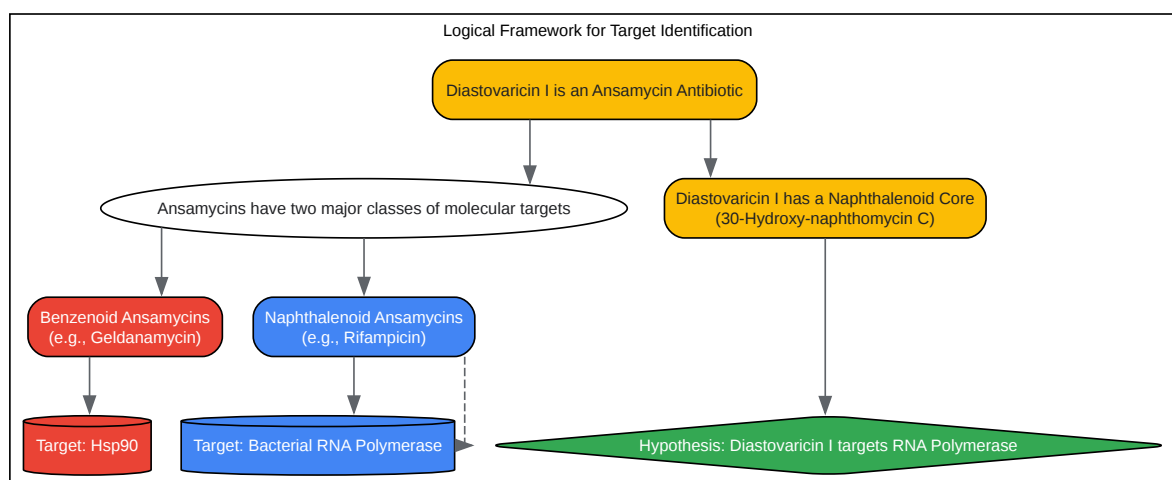 Logical Framework for Target Identification
Diastovaricin I is an Ansamycin Antibiotic
Ansamycins have two major classes of molecular targets
Diastovaricin I has a Naphthalenoid Core
(30-Hydroxy-naphthomycin C)
Benzenoid Ansamycins
(e.g., Geldanamycin)
Naphthalenoid Ansamycins
(e.g., Rifampicin)
Target: Hsp90
Target: Bacterial RNA Polymerase
Hypothesis: Diastovaricin I targets RNA Polymerase